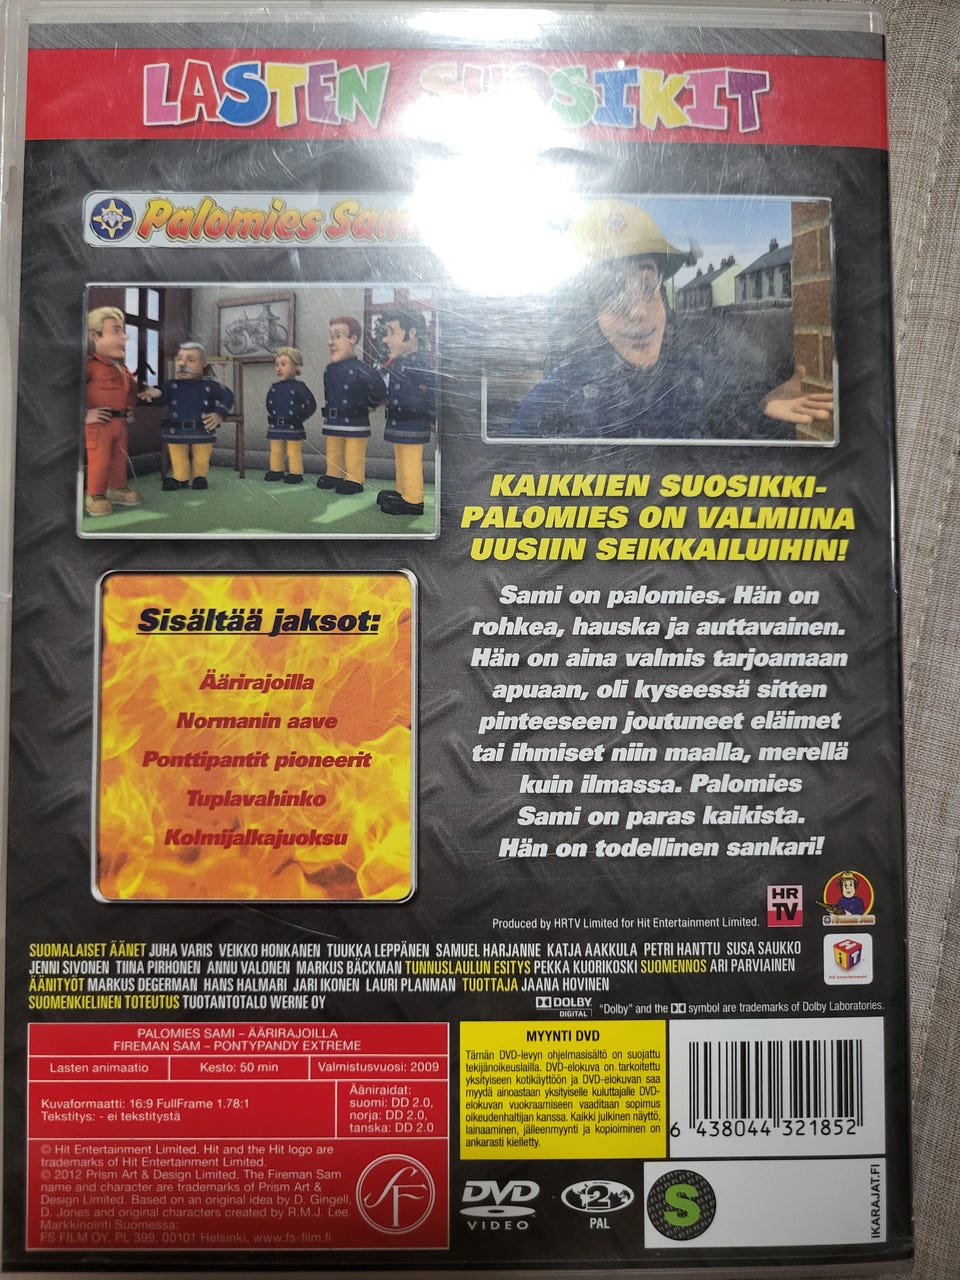 LASTEN SUOSIKIT
Palomies Sami
KAIKKIEN SUOSIKKI-
PALOMIES ON VALMIINA
UUSIIN SEIKKAILUIHIN!
Sami on palomies. Hän on
rohkea, hauska ja auttavainen.
Hän on aina valmis tarjoamaan
apuaan, oli kyseessä sitten
pinteeseen joutuneet eläimet
tai ihmiset niin maalla, merellä
kuin ilmassa. Palomies
Sami on paras kaikista.
Hän on todellinen sankari!
Sisältää jaksot:
Äärirajoilla
Normanin aave
Ponttipantit pioneerit
Tuplavahinko
Kolmijalkajuoksu
Produced by HRTV Limited for Hit Entertainment Limited.
HR
TV
Fireman Sam
HiT
HiT entertainment
SUOMALAISET ÄÄNET JUHA VARIS VEIKKO HONKANEN TUUKKA LEPPÄNEN SAMUEL HARJANNE KATJA AAKKULA PETRI HANTTU SUSA SAUKKO
JENNI SIVONEN TIINA PIRHONEN ANNU VALONEN MARKUS BÄCKMAN TUNNUSLAULUN ESITYS PEKKA KUORIKOSKI SUOMENNOS ARI PARVIAINEN
ÄÄNITYÖT MARKUS DEGERMAN HANS HALMARI JARI IKONEN LAURI PLANMAN TUOTTAJA JAANA HOVINEN
SUOMENKIELINEN TOTEUTUS TUOTANTOTALO WERNE OY
DOLBY
DIGITAL
"Dolby" and the DD symbol are trademarks of Dolby Laboratories.
PALOMIES SAMI – ÄÄRIRAJOILLA
FIREMAN SAM – PONTYPANDY EXTREME
Lasten animaatio
Kesto: 50 min
Valmistusvuosi: 2009
Kuvaformaatti: 16:9 FullFrame 1.78:1
Tekstitys: - ei tekstitystä
Ääniraidat:
suomi: DD 2.0,
norja: DD 2.0,
tanska: DD 2.0
© Hit Entertainment Limited. Hit and the Hit logo are
trademarks of Hit Entertainment Limited.
© 2012 Prism Art & Design Limited. The Fireman Sam
name and character are trademarks of Prism Art &
Design Limited. Based on an original idea by D. Gingell,
D. Jones and original characters created by R.M.J. Lee.
Markkinointi Suomessa:
FS FILM OY, PL 399, 00101 Helsinki, www.fs-film.fi
SF
MYYNTI DVD
Tämän DVD-levyn ohjelmasisältö on suojattu
tekijänoikeuslailla. DVD-elokuva on tarkoitettu
yksityiseen kotikäyttöön ja DVD-elokuvan saa
myydä ainoastaan yksityiselle kuluttajalle DVD-
elokuvan vuokraamiseen vaaditaan sopimus
oikeudenhaltijan kanssa. Kaikki julkinen näyttö,
lainaaminen, jälleenmyynti ja kopioiminen on
ankarasti kielletty.
6 438044 321852
DVD
VIDEO
2
PAL
S
IKARAJAT.FI